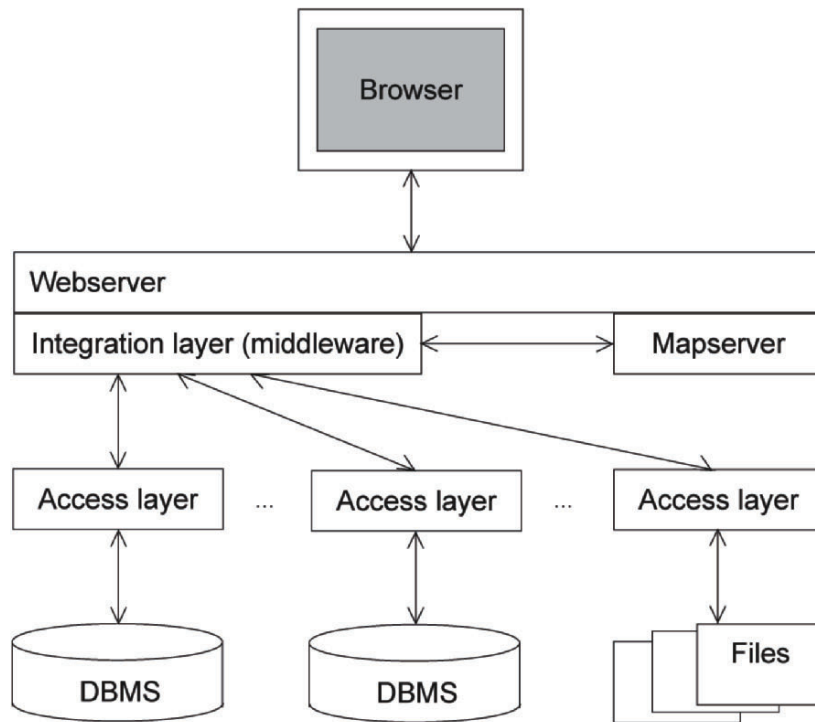 Browser
Webserver
Integration layer (middleware)
Mapserver
Access layer
...
Access layer
...
Access layer
DBMS
DBMS
Files